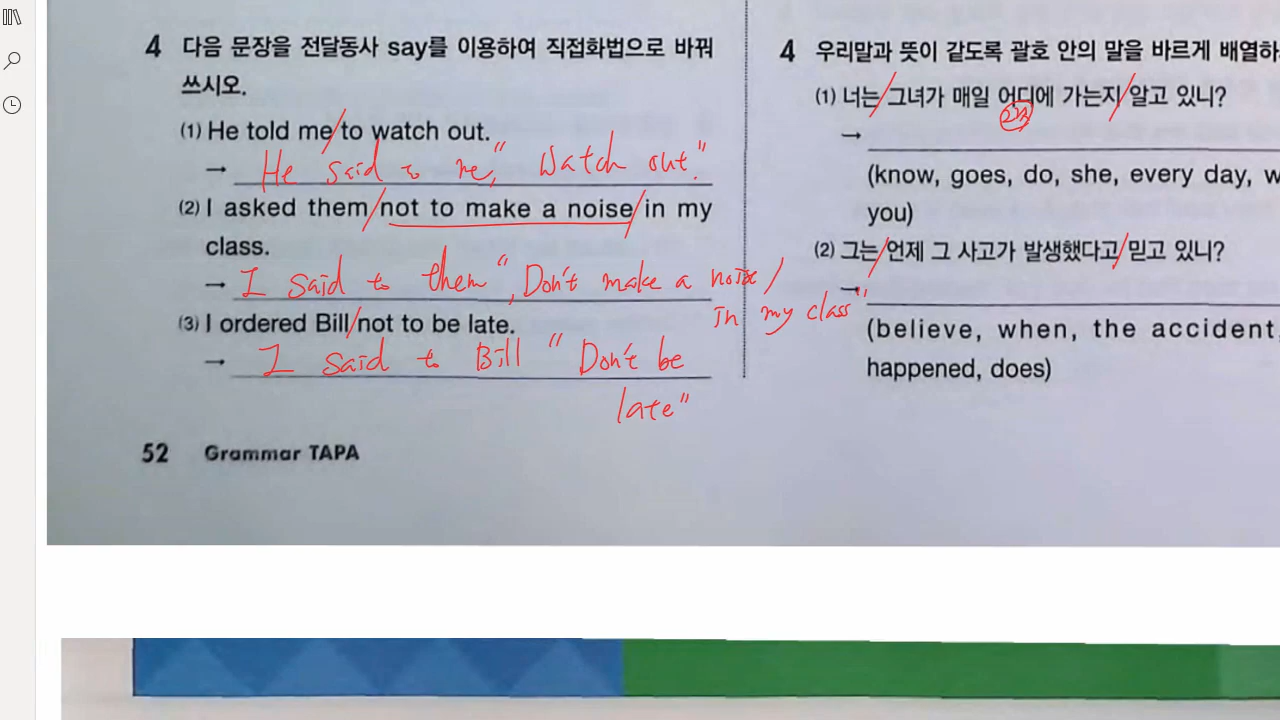 4 다음 문장을 전달동사 say를 이용하여 직접화법으로 바꿔
쓰시오.
(1) He told me/to watch out.
→ He said to me, "Watch out."
(2) I asked them/not to make a noise/in my
class.
→ I said to them ", Don't make a noise/
in my class"
(3) I ordered Bill/not to be late.
→ I said to Bill "Don't be
late"
52 Grammar TAPA
4 우리말과 뜻이 같도록 괄호 안의 말을 바르게 배열하
(1) 너는/그녀가 매일 어디에 가는지/알고 있니?
→
(know, goes, do, she, every day, w
you)
(2) 그는/언제 그 사고가 발생했다고/믿고 있니?
→
(believe, when, the accident,
happened, does)